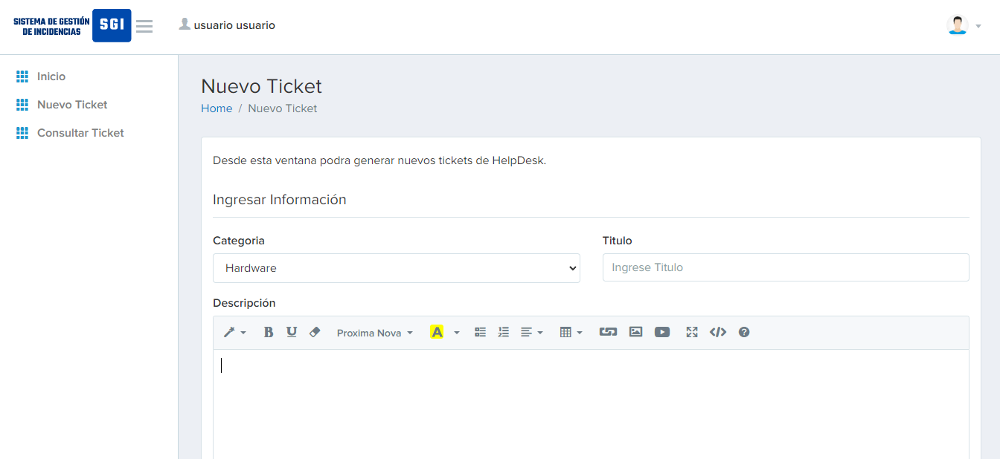 SISTEMA DE GESTIÓN
DE INCIDENCIAS
SGI
usuario usuario
Inicio
Nuevo Ticket
Consultar Ticket
Nuevo Ticket
Home / Nuevo Ticket
Desde esta ventana podra generar nuevos tickets de HelpDesk.
Ingresar Información
Categoria
Hardware
Titulo
Ingrese Titulo
Descripción
B U Proxima Nova A